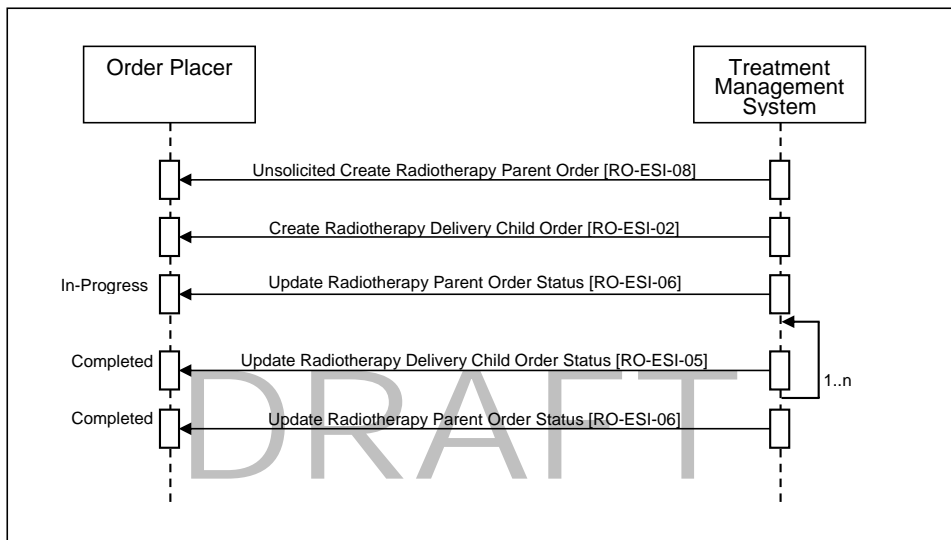 Order Placer
Treatment
Management
System
Unsolicited Create Radiotherapy Parent Order [RO-ESI-08]
Create Radiotherapy Delivery Child Order [RO-ESI-02]
In-Progress
Update Radiotherapy Parent Order Status [RO-ESI-06]
Completed
Update Radiotherapy Delivery Child Order Status [RO-ESI-05]
1..n
Completed
Update Radiotherapy Parent Order Status [RO-ESI-06]
DRAFT